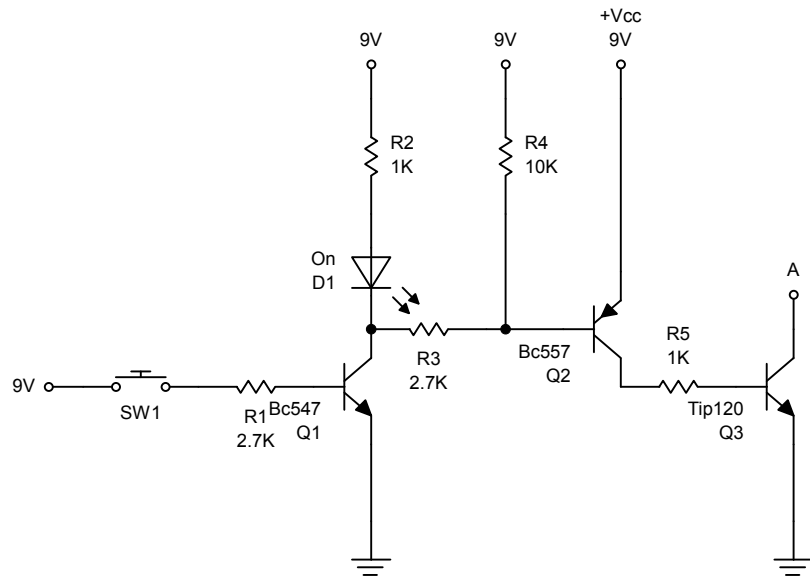 +Vcc
9V
9V
9V
R2
1K
R4
10K
On
D1
A
R3
2.7K
Bc557
Q2
R5
1K
9V
SW1
R1
2.7K
Bc547
Q1
Tip120
Q3